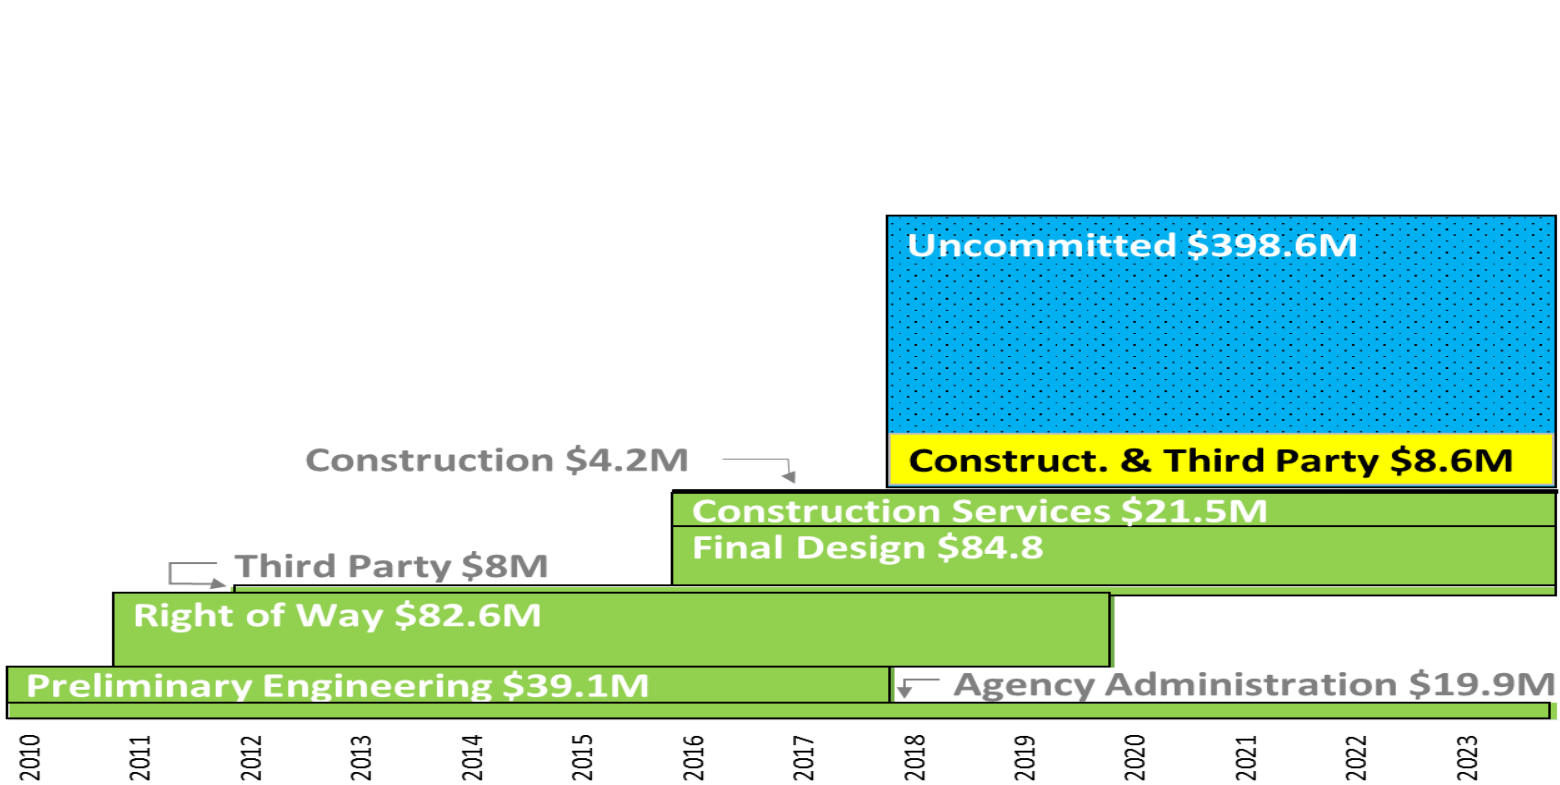 Uncommitted $398.6M
Construction $4.2M
Construct. & Third Party $8.6M
Construction Services $21.5M
Final Design $84.8
Third Party $8M
Right of Way $82.6M
Preliminary Engineering $39.1M
Agency Administration $19.9M
2010 2011 2012 2013 2014 2015 2016 2017 2018 2019 2020 2021 2022 2023